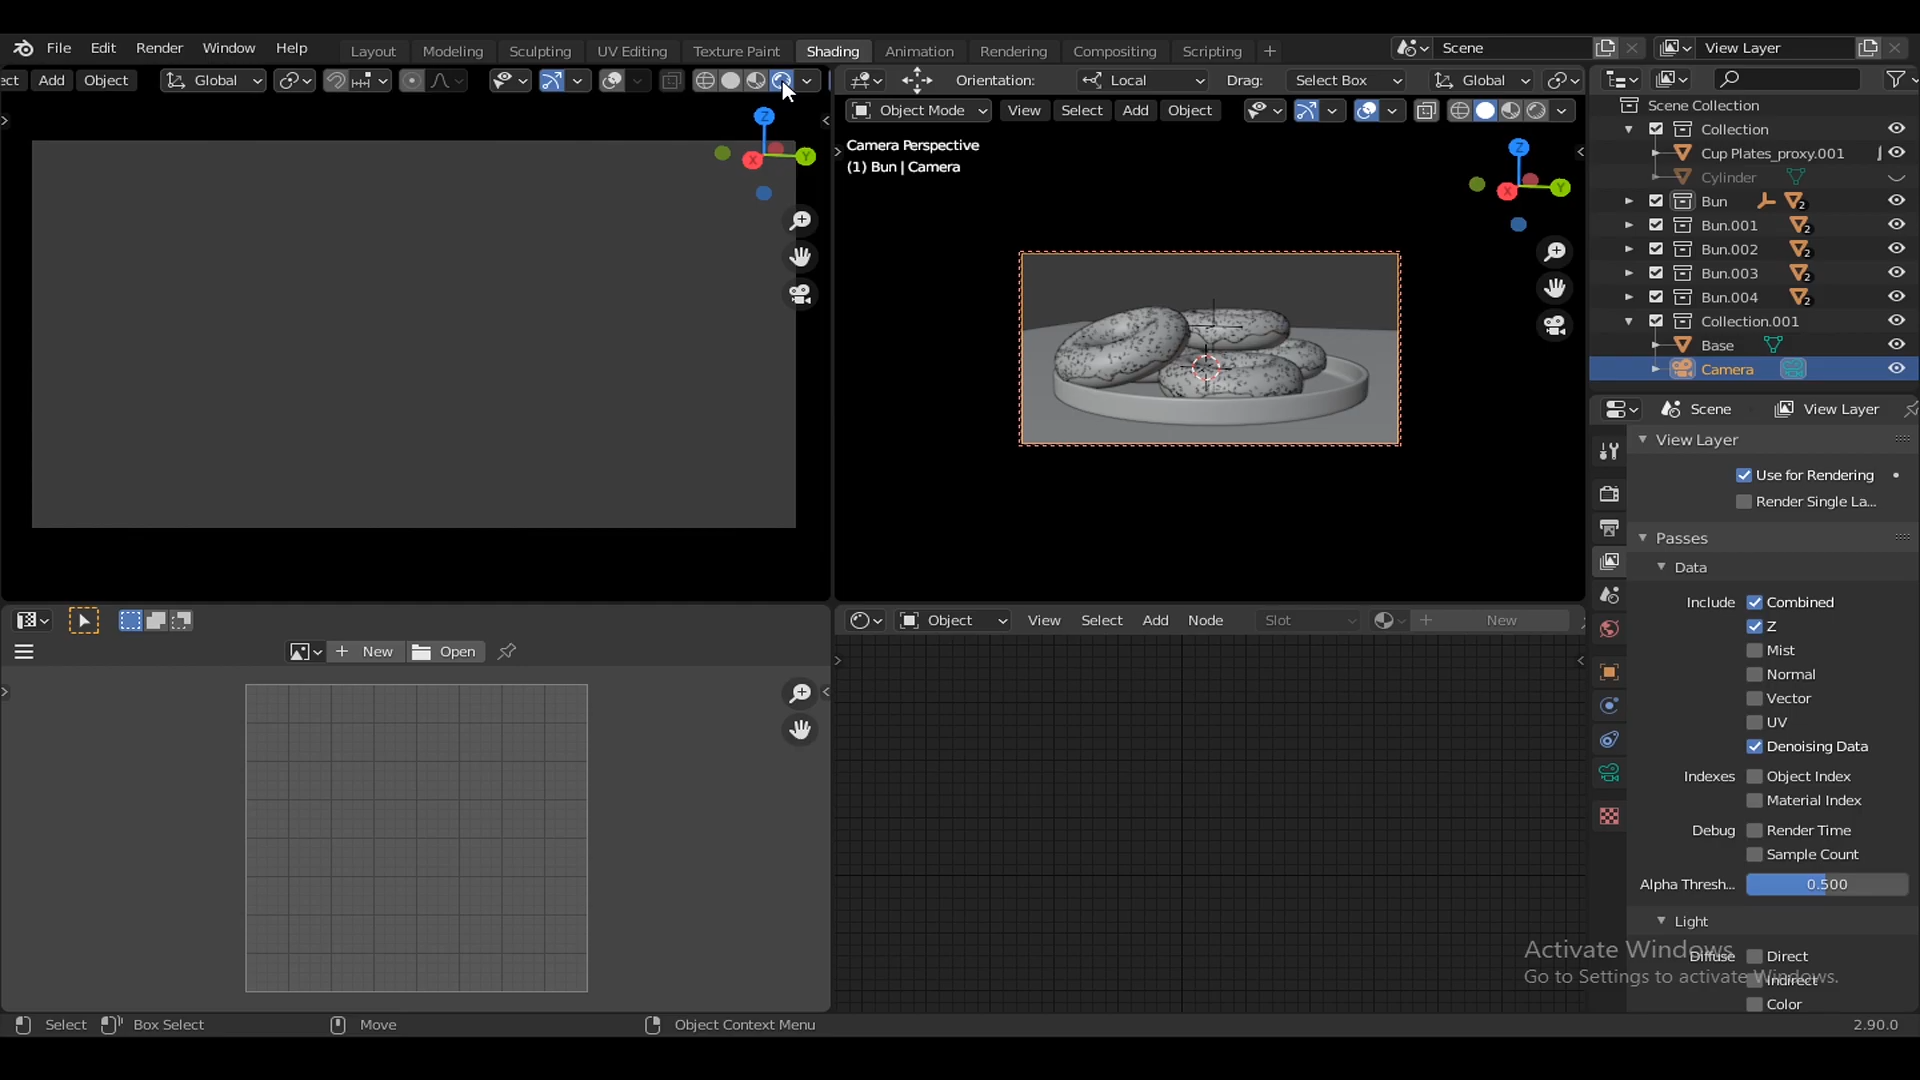 File Edit Render Window Help Layout Modeling Sculpting UV Editing Texture Paint Shading Animation Rendering Compositing Scripting + Scene View Layer
ect Add Object Global
Orientation: Local Drag: Select Box Global
Object Mode View Select Add Object
Camera Perspective
(1) Bun | Camera
Z
Y
X
Z
Y
X
Scene Collection
Collection
Cup Plates_proxy.001
Cylinder
Bun 2
Bun.001 2
Bun.002 2
Bun.003 2
Bun.004 2
Collection.001
Base
Camera
Scene View Layer
View Layer
Use for Rendering
Render Single La...
Passes
Data
Include Combined
Z
Mist
Normal
Vector
UV
Denoising Data
Indexes Object Index
Material Index
Debug Render Time
Sample Count
Alpha Thresh... 0.500
Light
Diffuse Direct
Indirect
Color
+ New Open
Object View Select Add Node Slot + New
Activate Windows
Go to Settings to activate Windows.
Select Box Select Move Object Context Menu 2.90.0